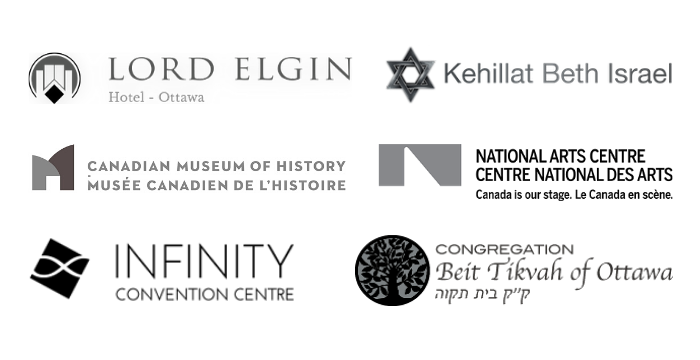 LORD ELGIN
Hotel - Ottawa
Kehillat Beth Israel
CANADIAN MUSEUM OF HISTORY
MUSÉE CANADIEN DE L'HISTOIRE
NATIONAL ARTS CENTRE
CENTRE NATIONAL DES ARTS
Canada is our stage. Le Canada en scène.
INFINITY
CONVENTION CENTRE
CONGREGATION
Beit Tikvah of Ottawa
ק״ק בית תקוה